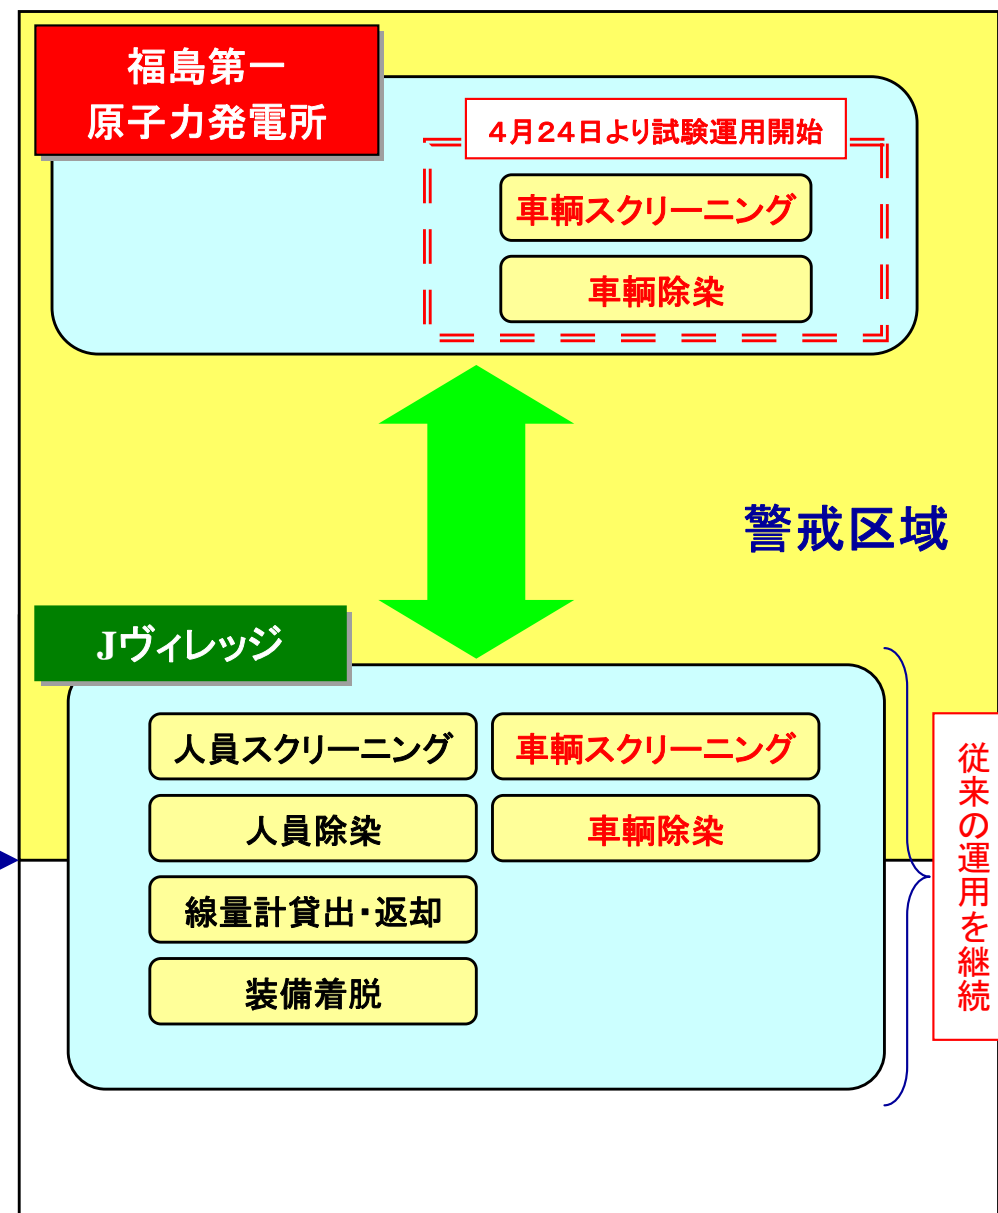 福島第一
原子力発電所
4月24日より試験運用開始
車輌スクリーニング
車輌除染
警戒区域
Jヴィレッジ
人員スクリーニング
車輌スクリーニング
人員除染
車輌除染
線量計貸出・返却
装備着脱
従来の運用を継続